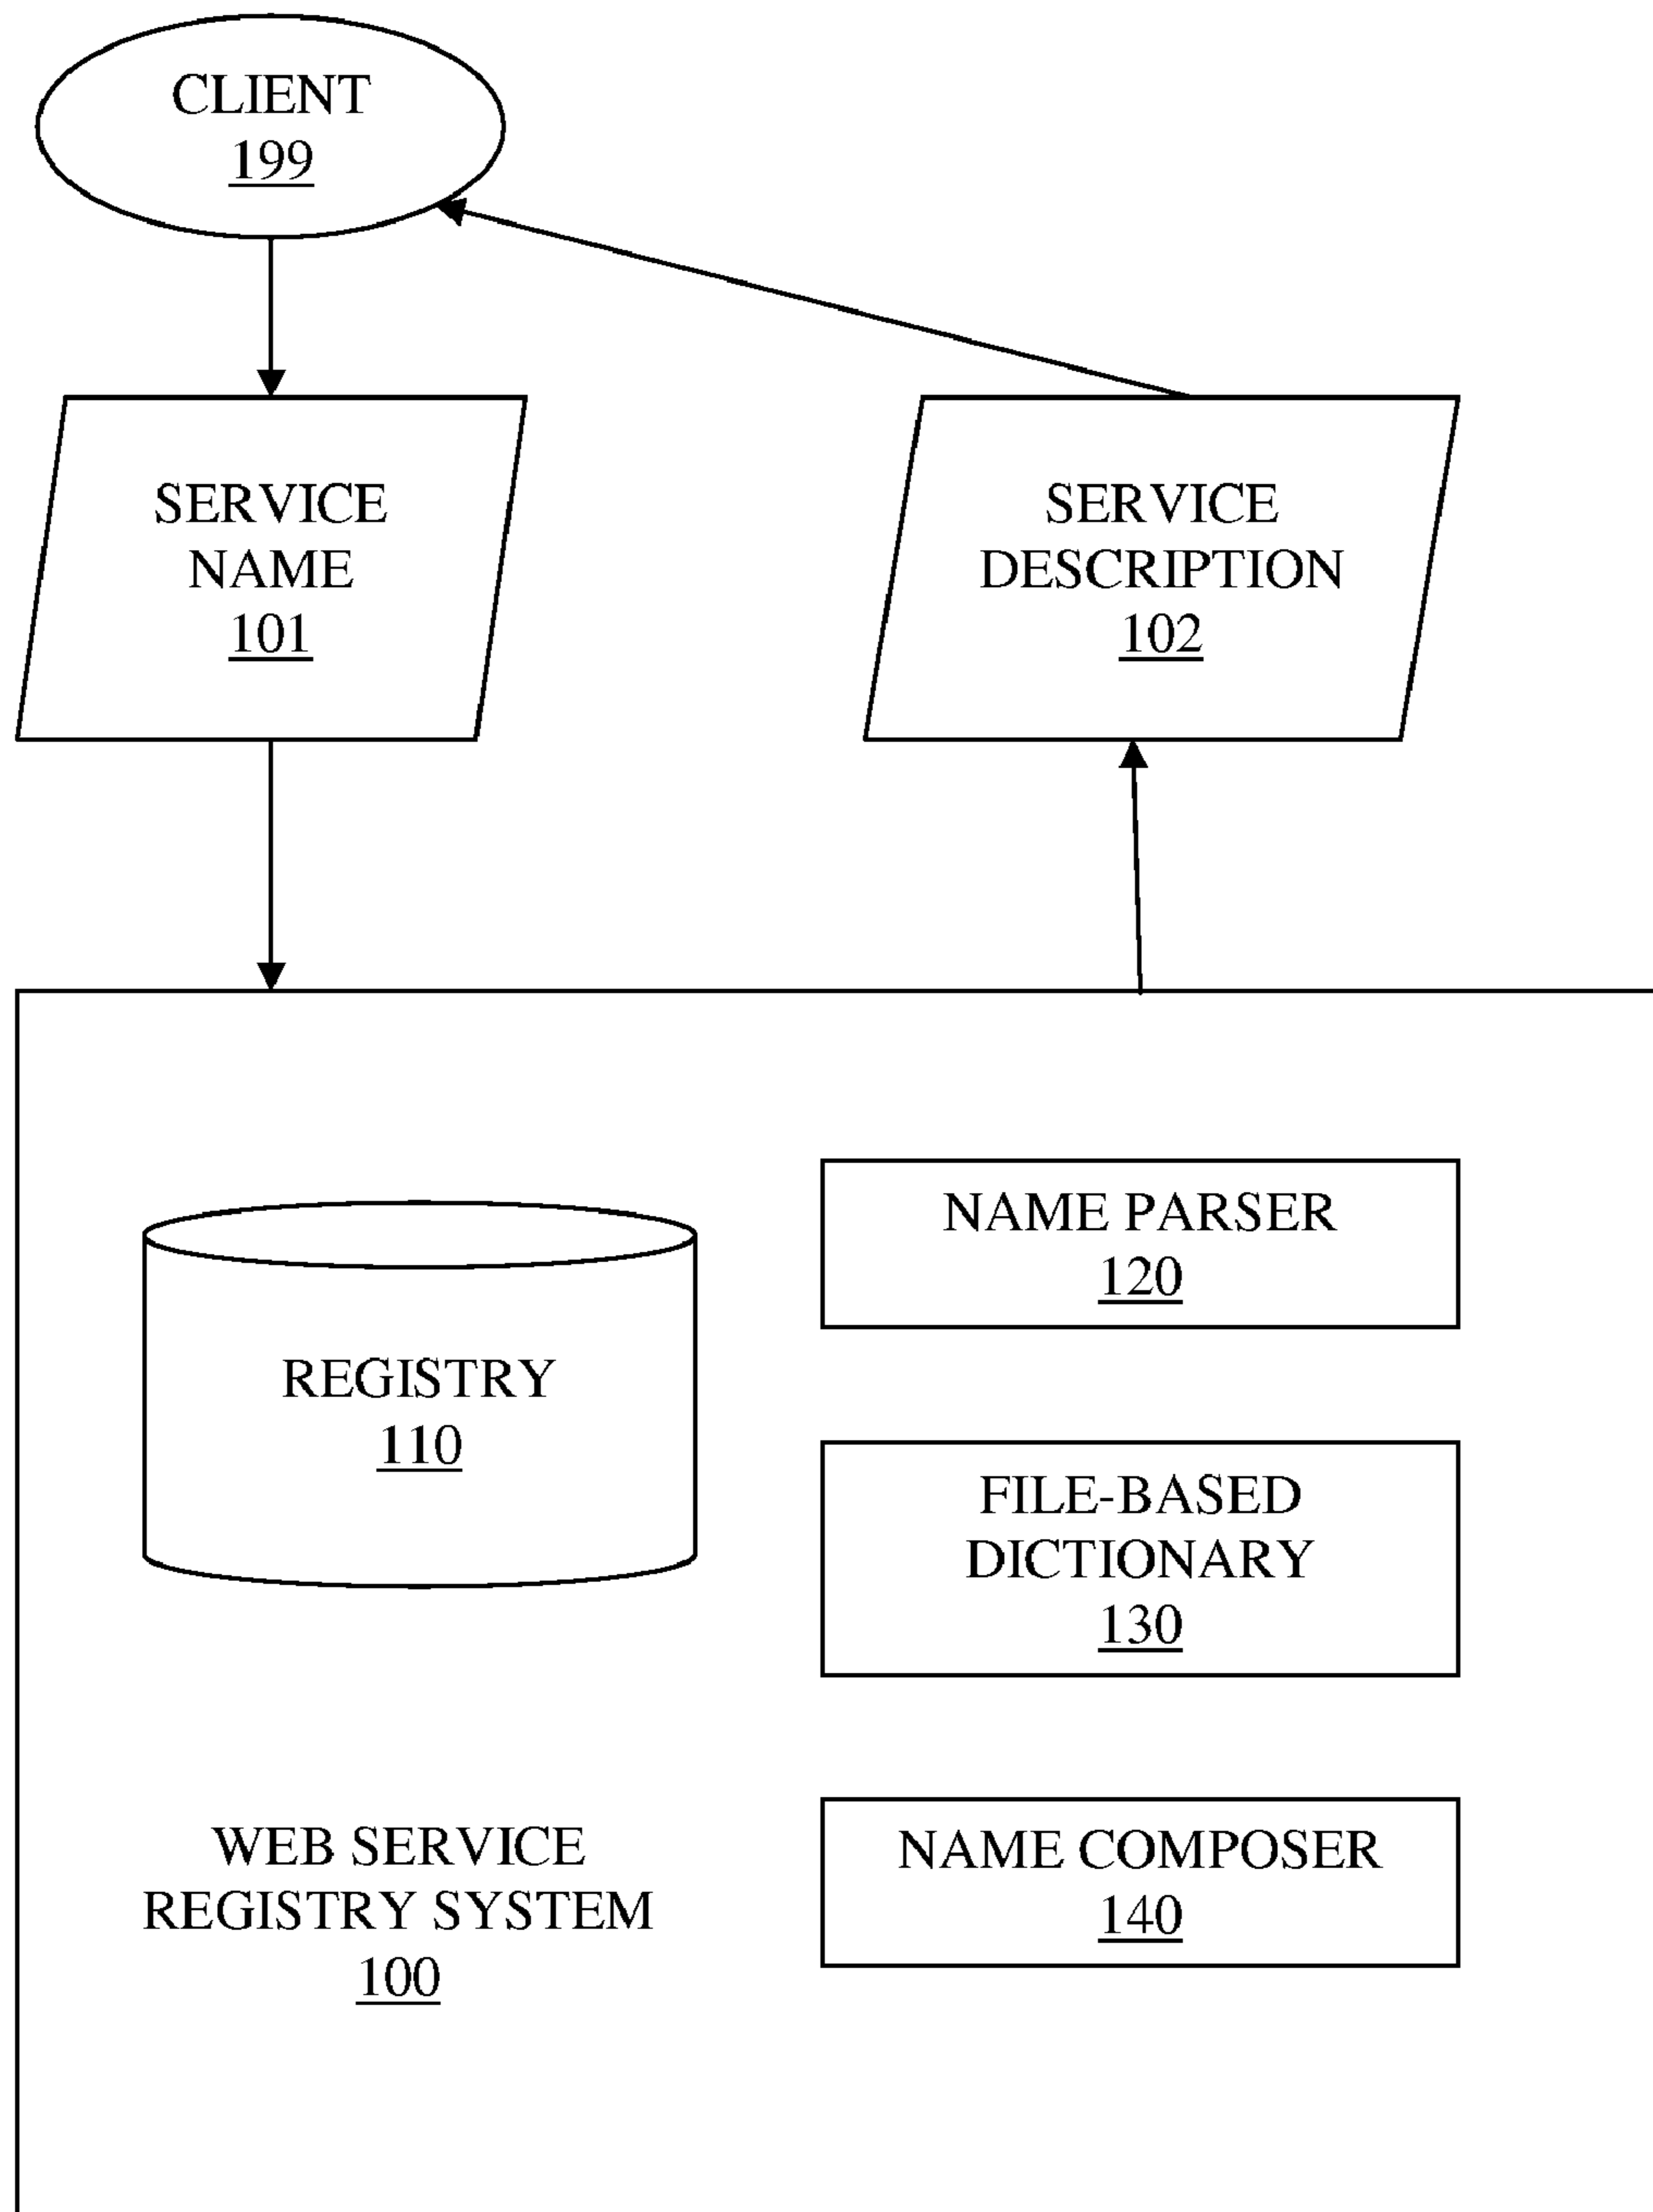 CLIENT
199
SERVICE
NAME
101
SERVICE
DESCRIPTION
102
REGISTRY
110
WEB SERVICE
REGISTRY SYSTEM
100
NAME PARSER
120
FILE-BASED
DICTIONARY
130
NAME COMPOSER
140